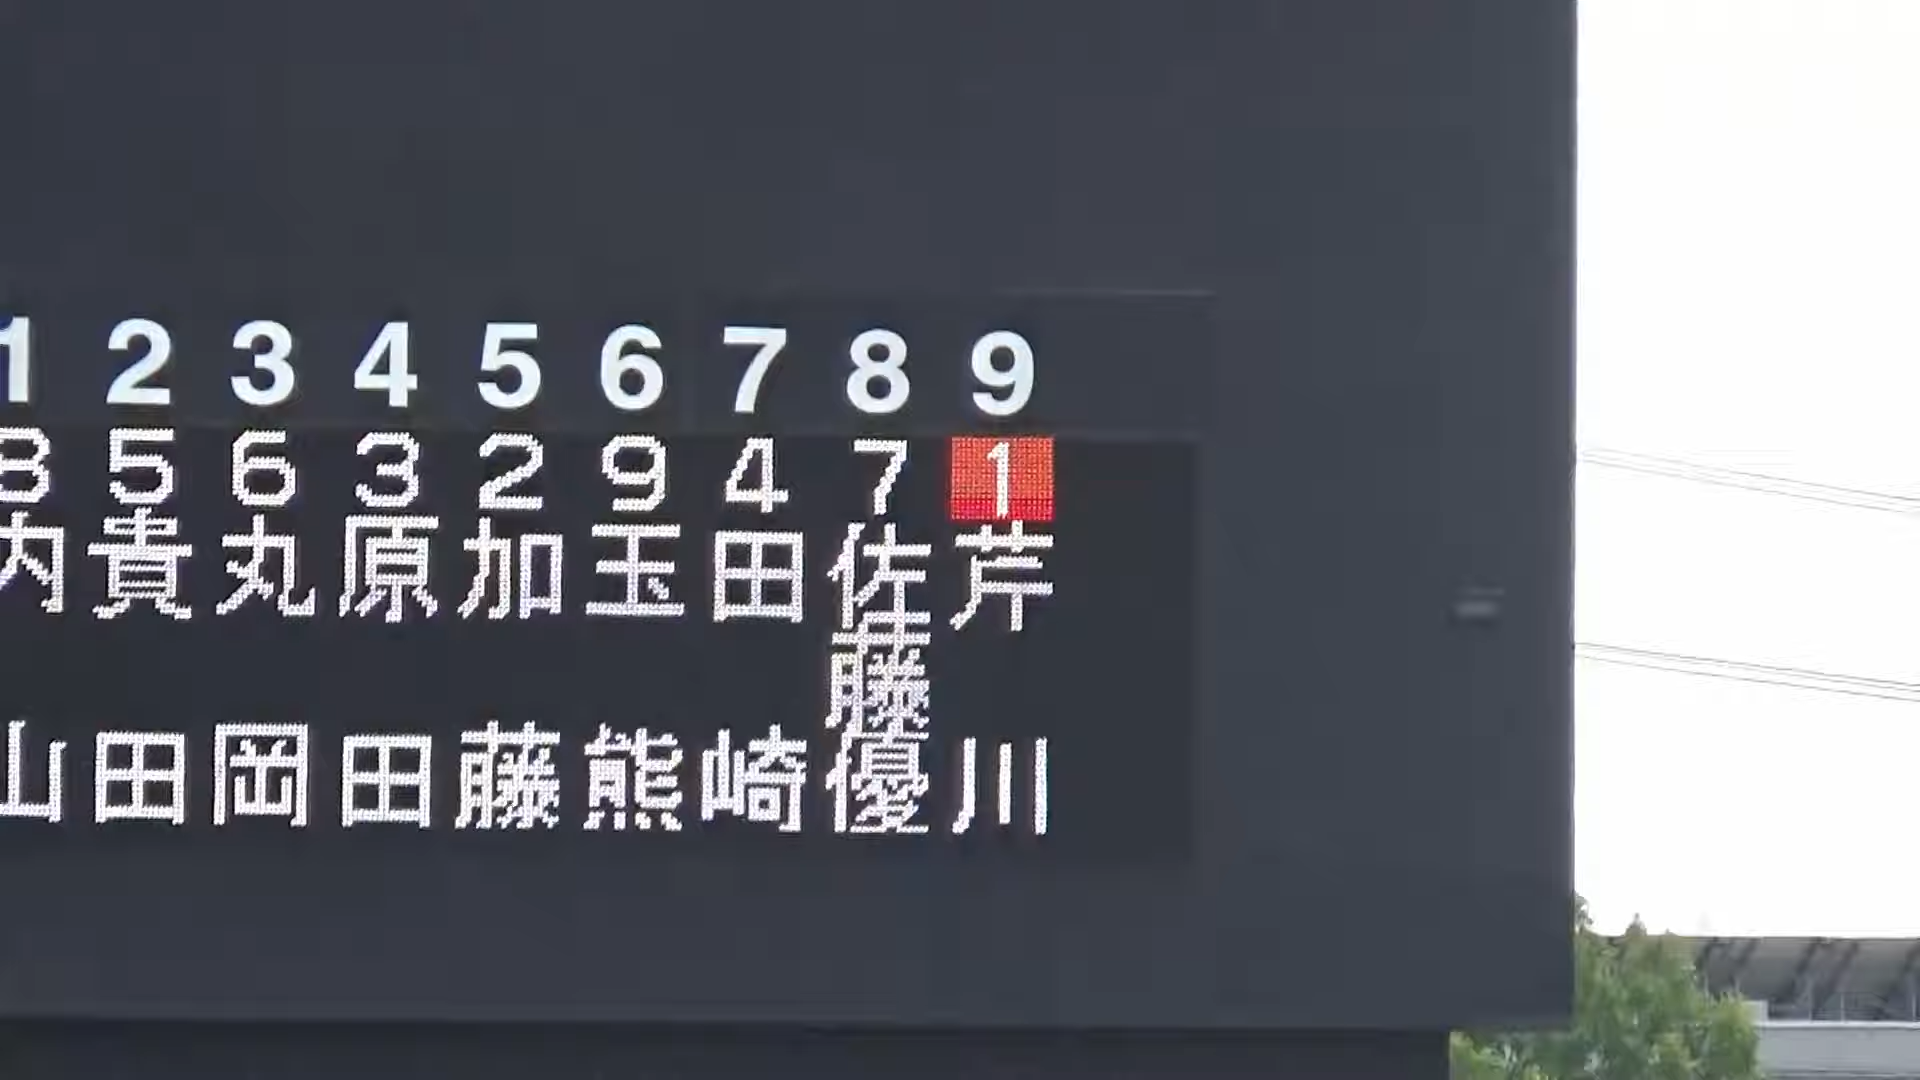 1 2 3 4 5 6 7 8 9
8 5 6 3 2 9 4 7 1
内山
貴田
丸岡
原田
加藤
玉熊
田崎
佐藤優
芹川